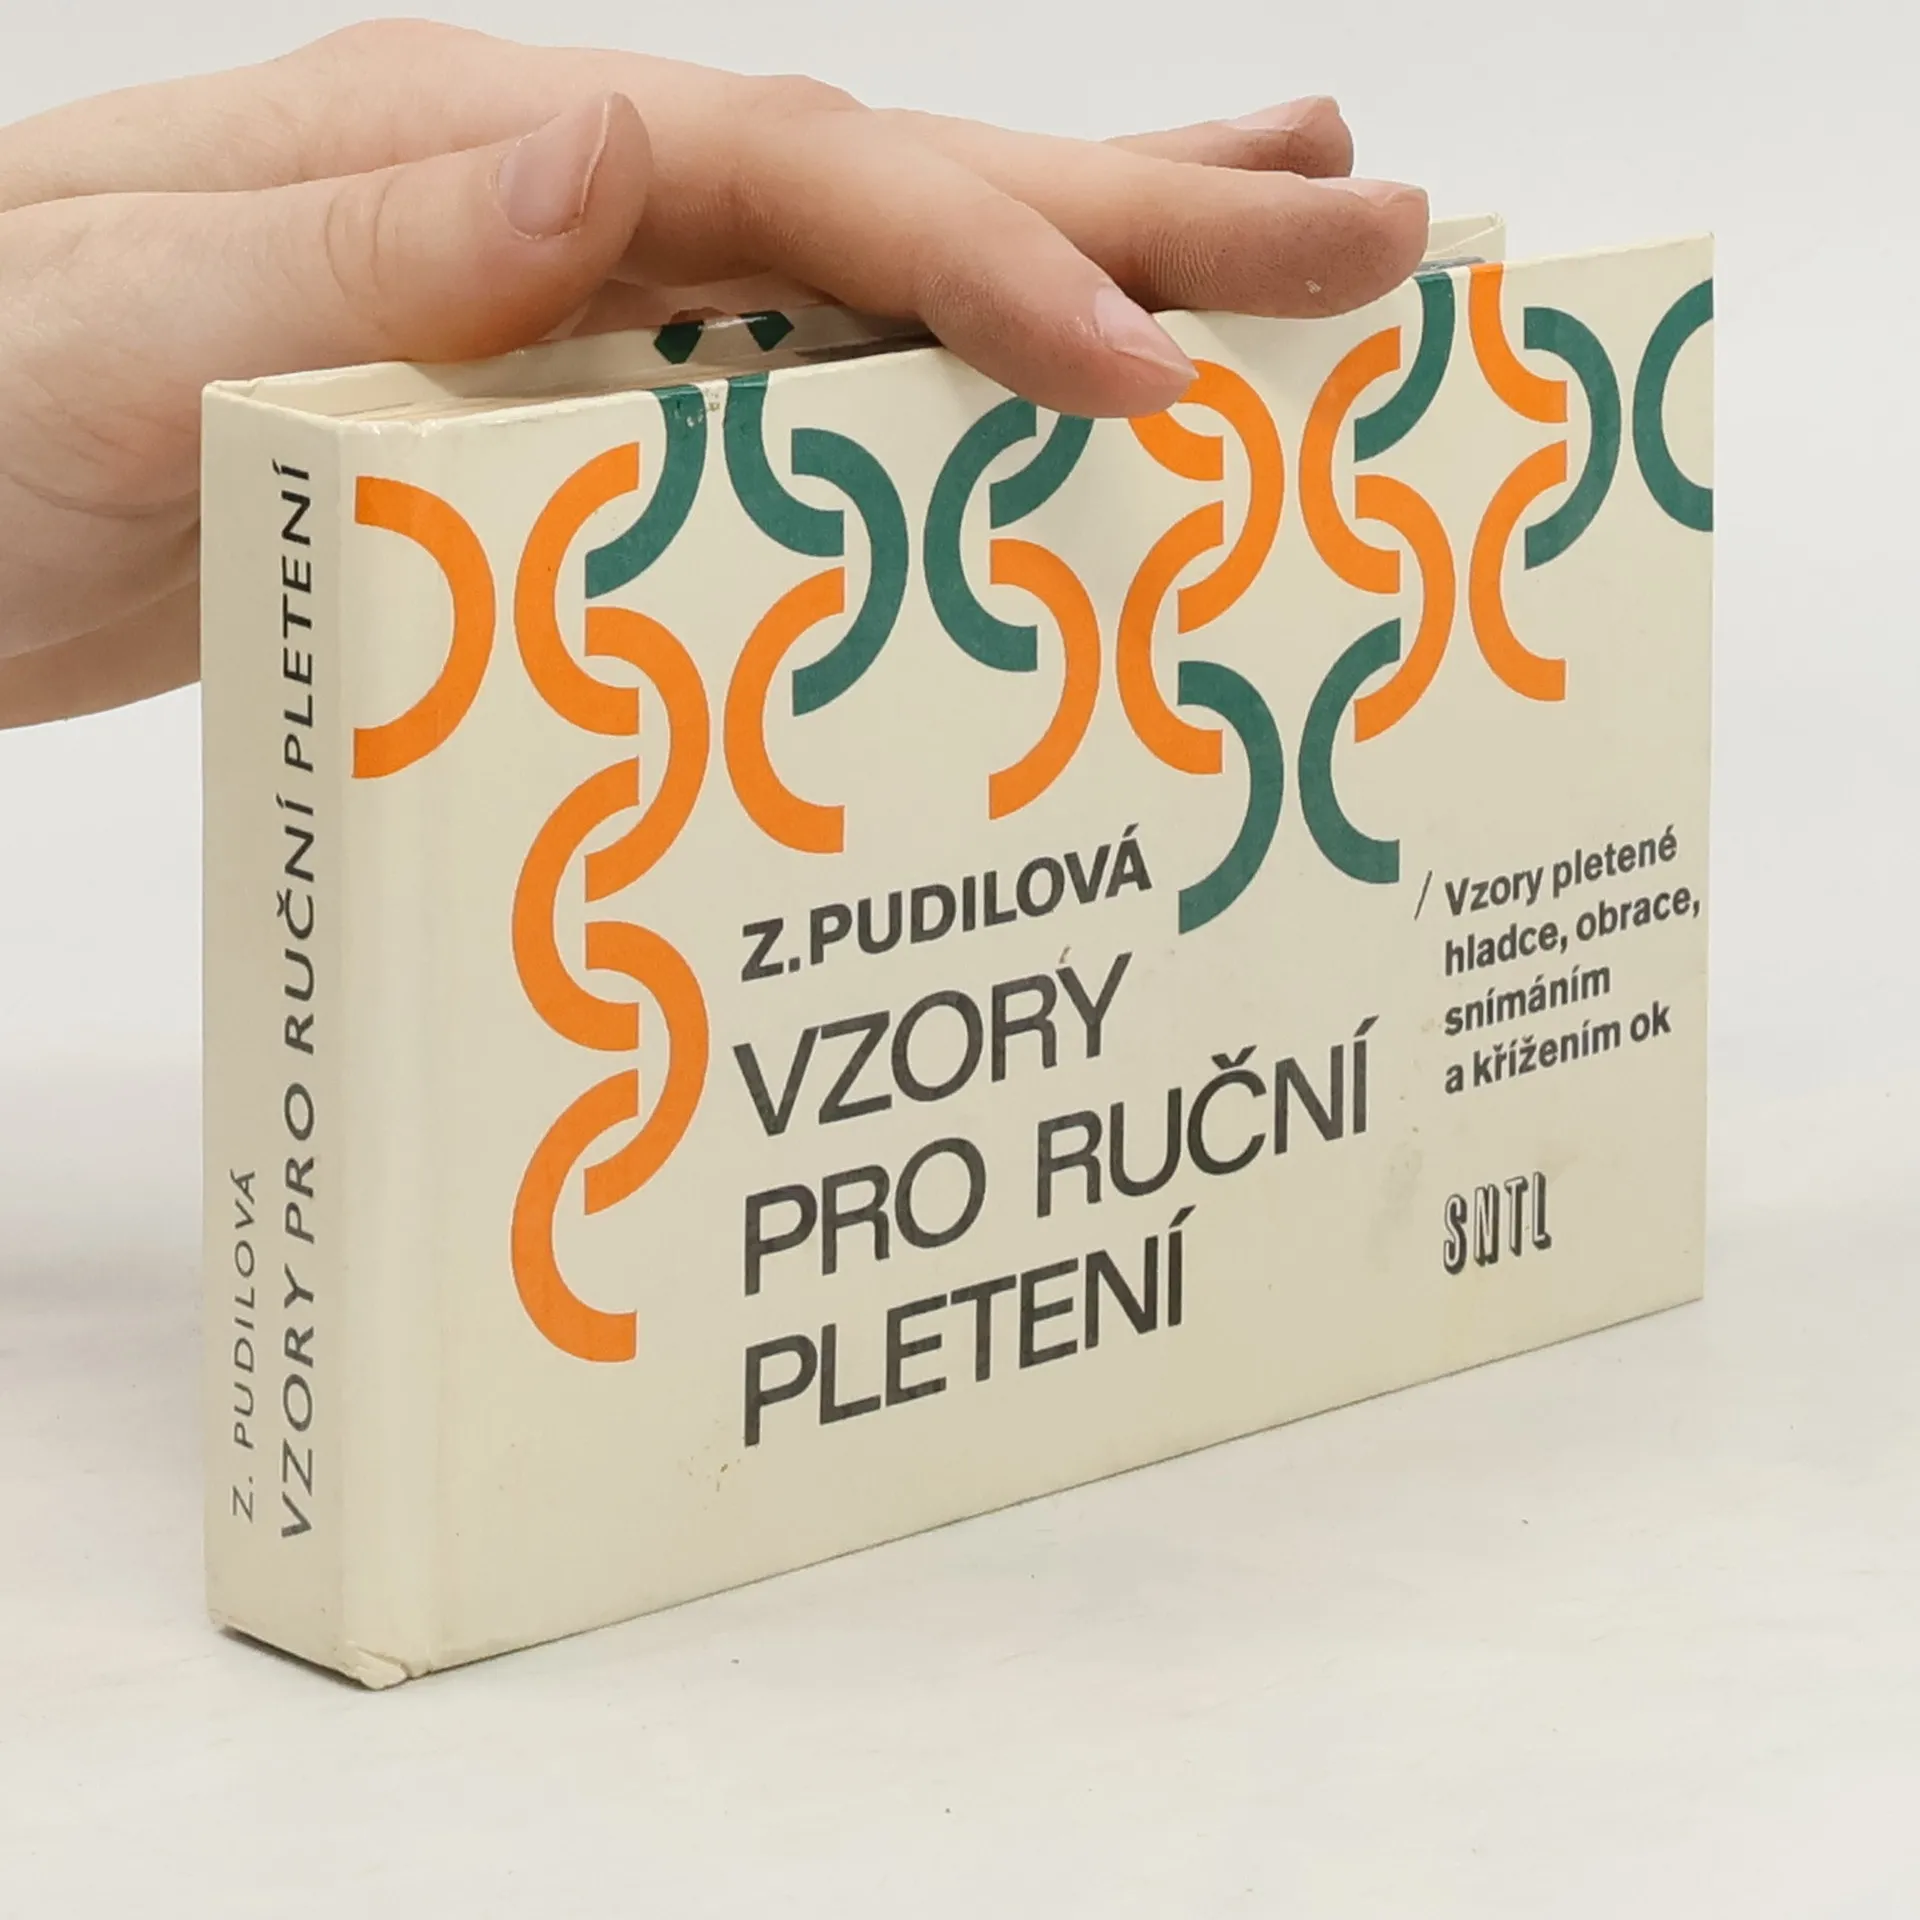 Z. PUDILOVÁ
VZORY PRO RUČNÍ PLETENÍ
Z. PUDILOVÁ
VZORY
PRO RUČNÍ
PLETENÍ
/ Vzory pletené
hladce, obrace,
snímáním
a křížením ok
SNTL